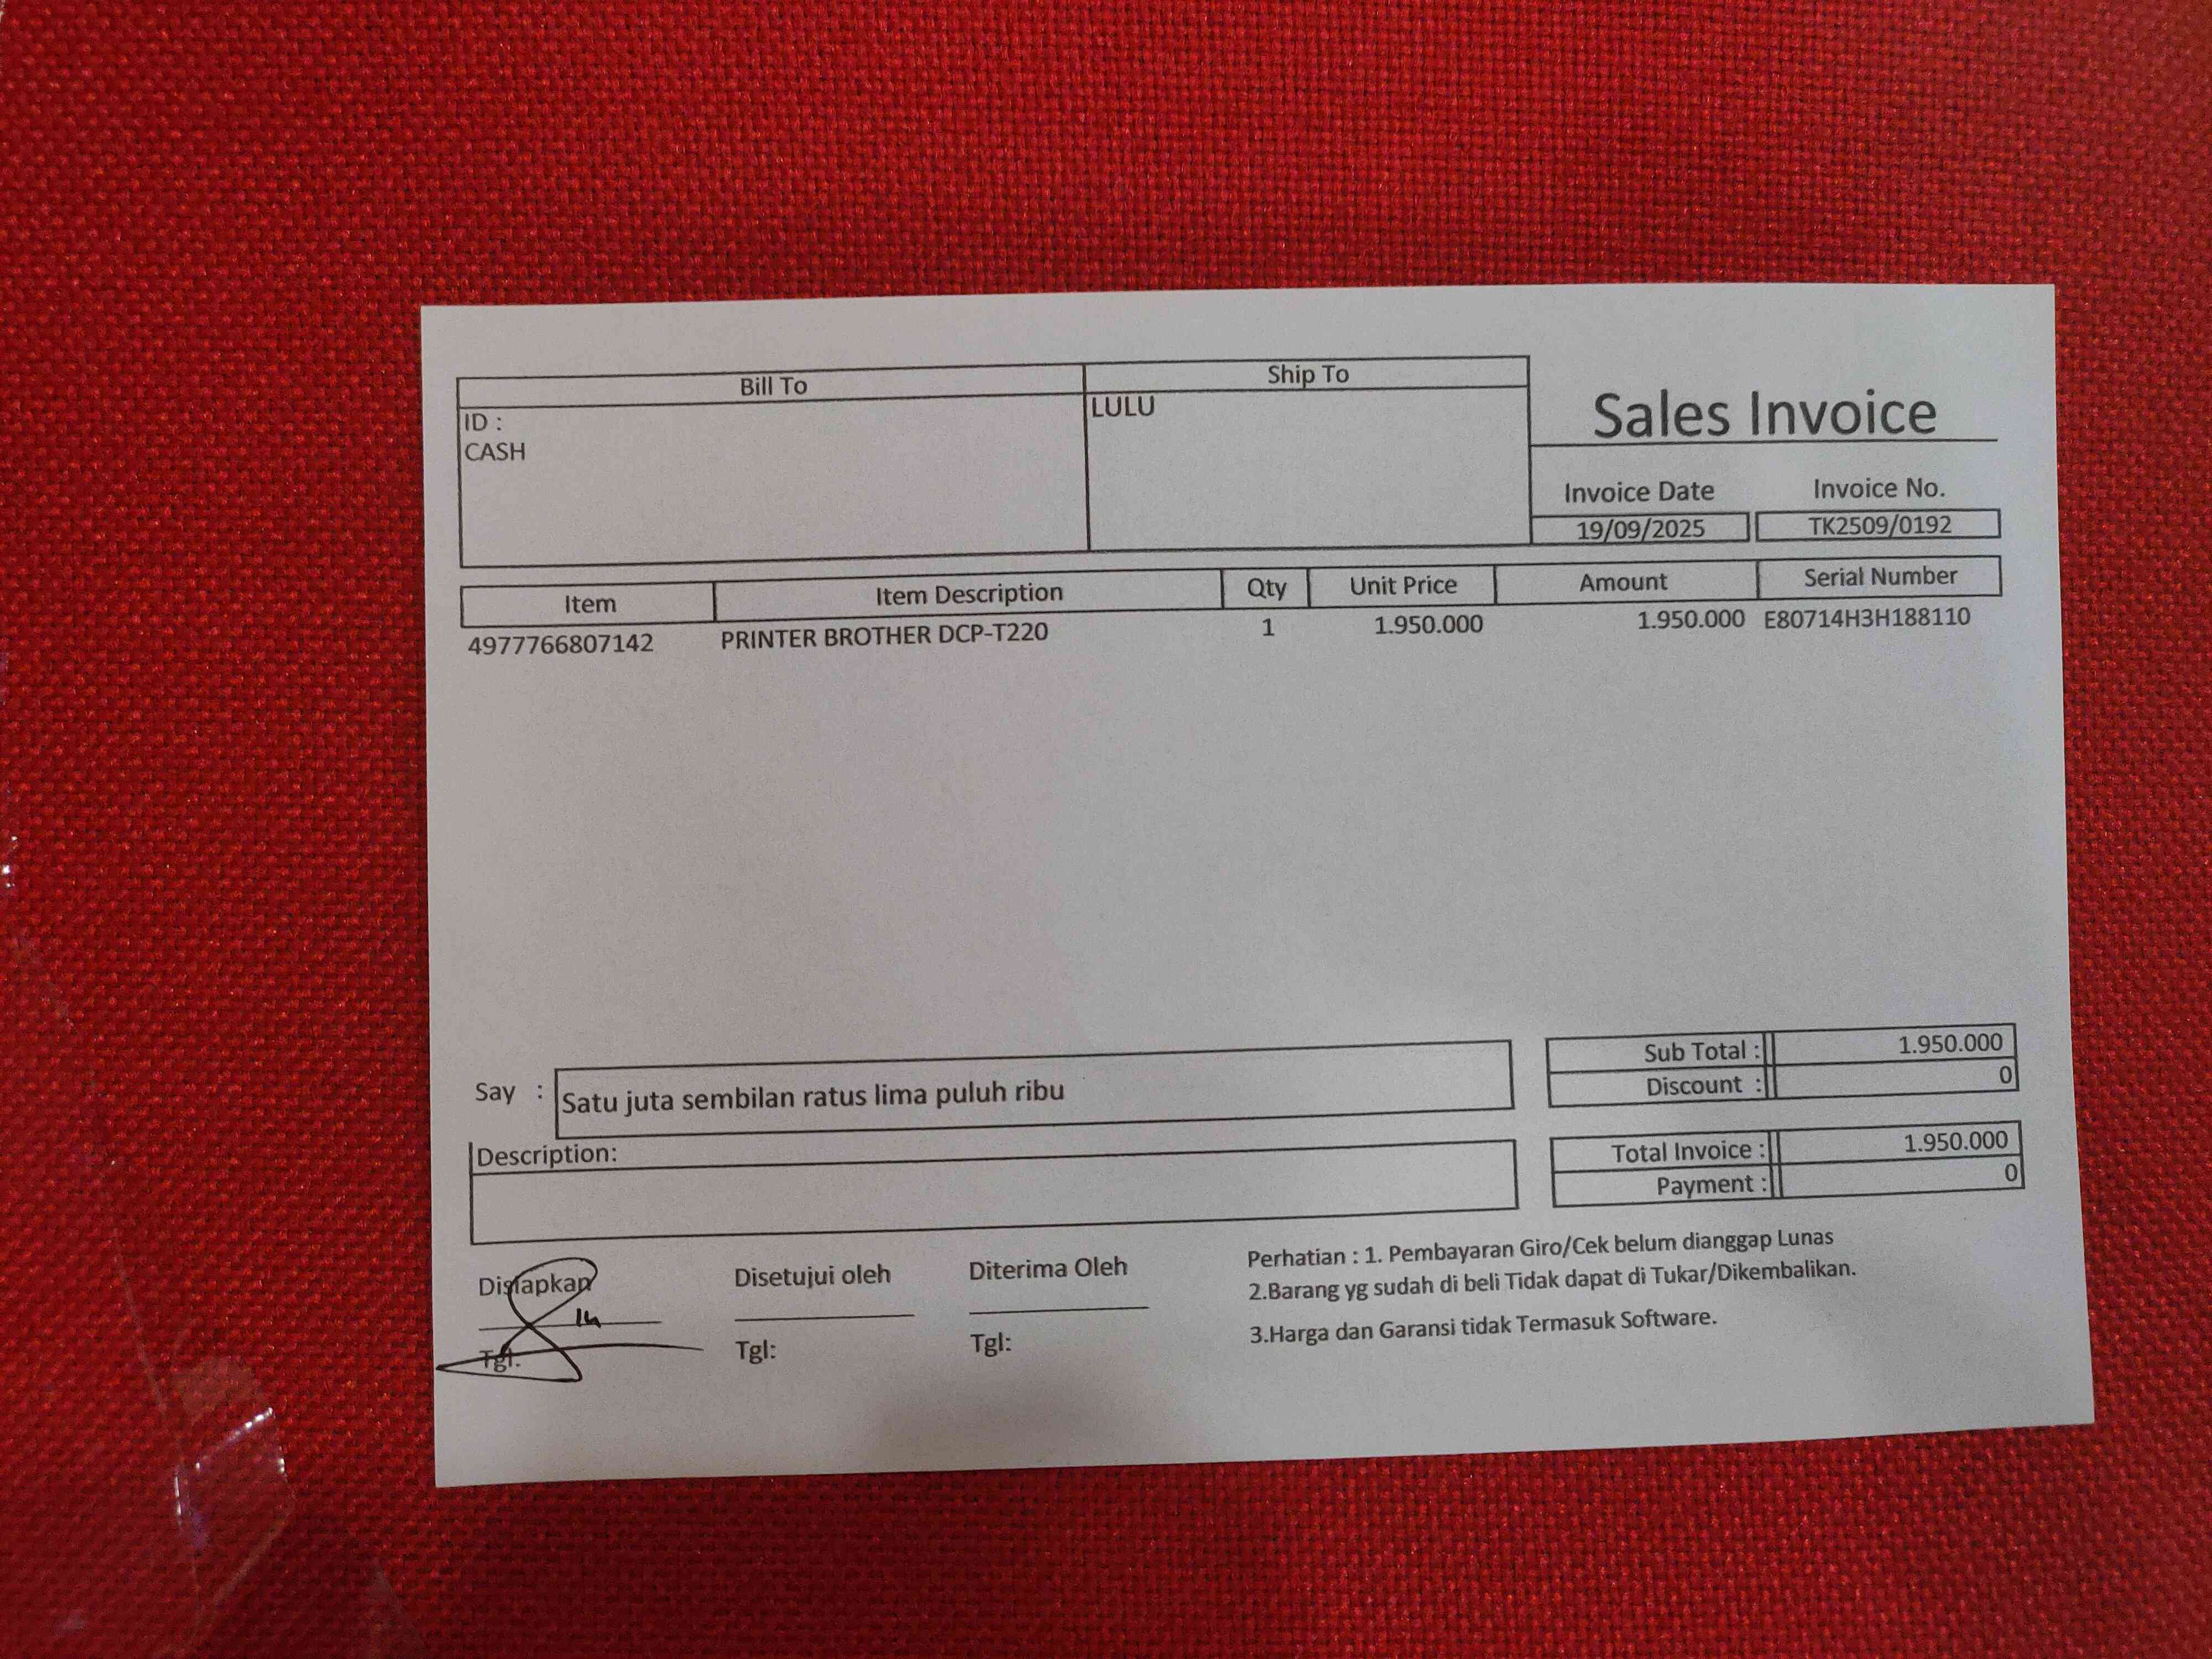 Bill To
Ship To
ID :
CASH
LULU
Sales Invoice
Invoice Date
Invoice No.
19/09/2025
TK2509/0192
Item
Item Description
Qty
Unit Price
Amount
Serial Number
4977766807142
PRINTER BROTHER DCP-T220
1
1.950.000
1.950.000
E80714H3H188110
Say :
Satu juta sembilan ratus lima puluh ribu
Sub Total : 1.950.000
Discount : 0
Description:
Total Invoice : 1.950.000
Payment : 0
Disiapkan
Disetujui oleh
Diterima Oleh
Tgl:
Tgl:
Tgl:
Perhatian : 1. Pembayaran Giro/Cek belum dianggap Lunas
2.Barang yg sudah di beli Tidak dapat di Tukar/Dikembalikan.
3.Harga dan Garansi tidak Termasuk Software.